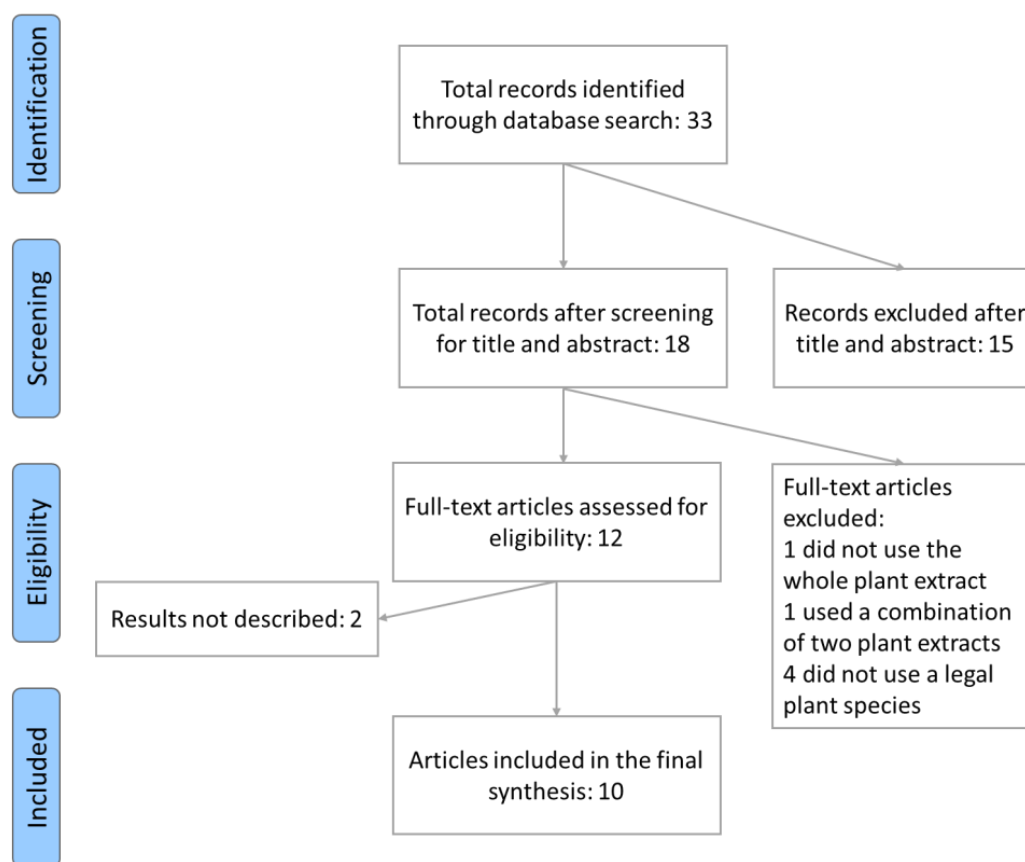 Identification
Total records identified
through database search: 33
Screening
Total records after screening
for title and abstract: 18
Records excluded after
title and abstract: 15
Eligibility
Full-text articles assessed for
eligibility: 12
Full-text articles
excluded:
1 did not use the
whole plant extract
1 used a combination
of two plant extracts
4 did not use a legal
plant species
Results not described: 2
Included
Articles included in the final
synthesis: 10